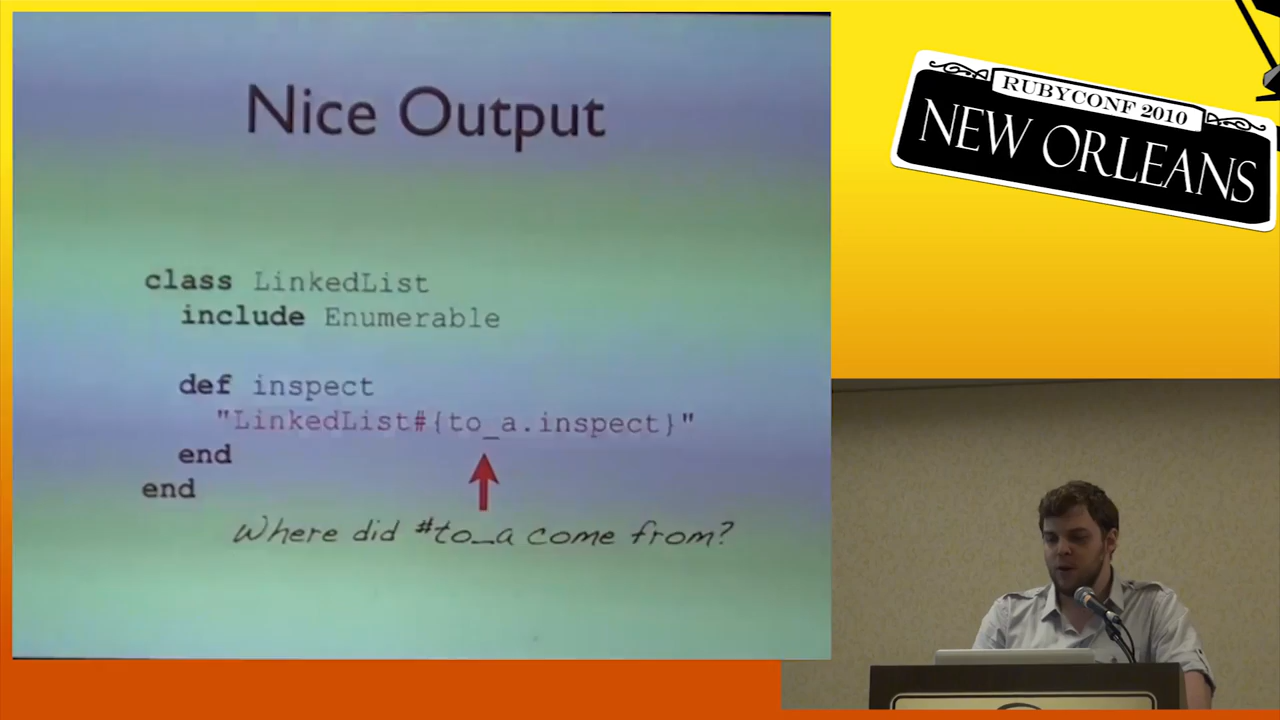 Nice Output
class LinkedList
include Enumerable
def inspect
"LinkedList#{to_a.inspect}"
end
end
Where did #to_a come from?
RUBYCONF 2010
NEW ORLEANS